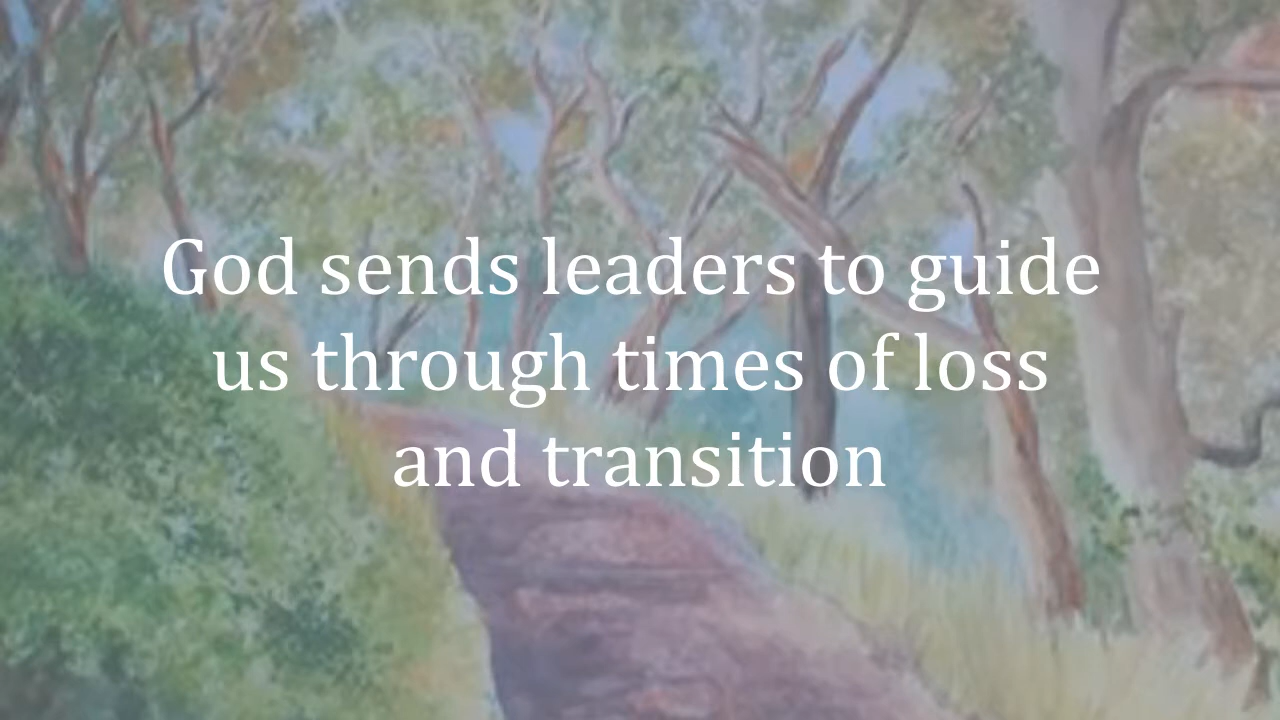 God sends leaders to guide
us through times of loss
and transition